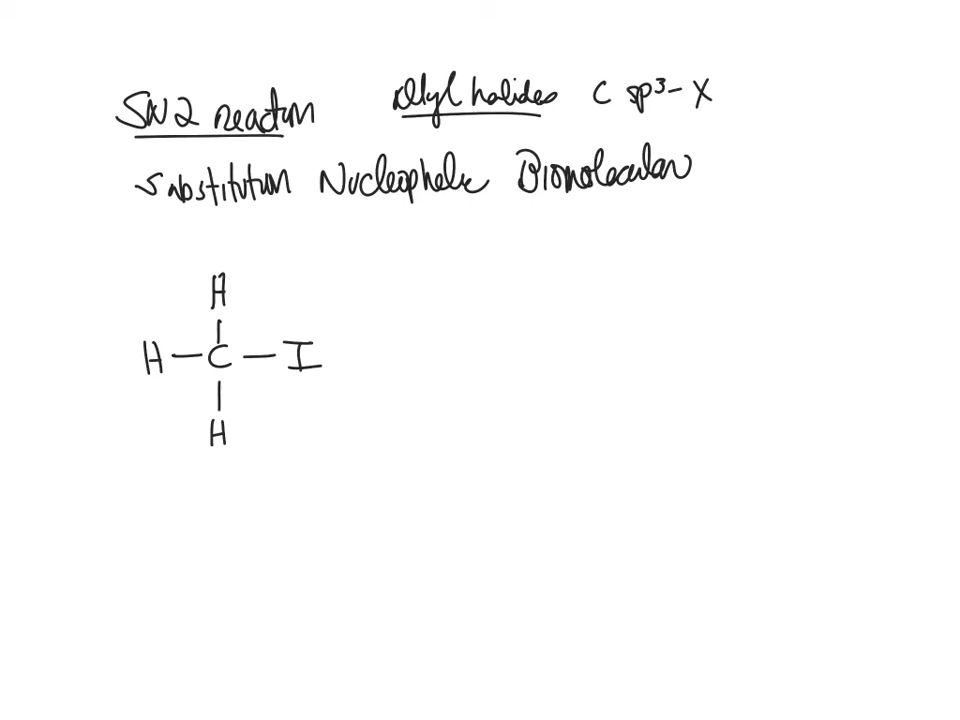 SN2 reaction alkyl halides C sp³- X
Substitution Nucleophilic Bimolecular
H
H - C - I
H